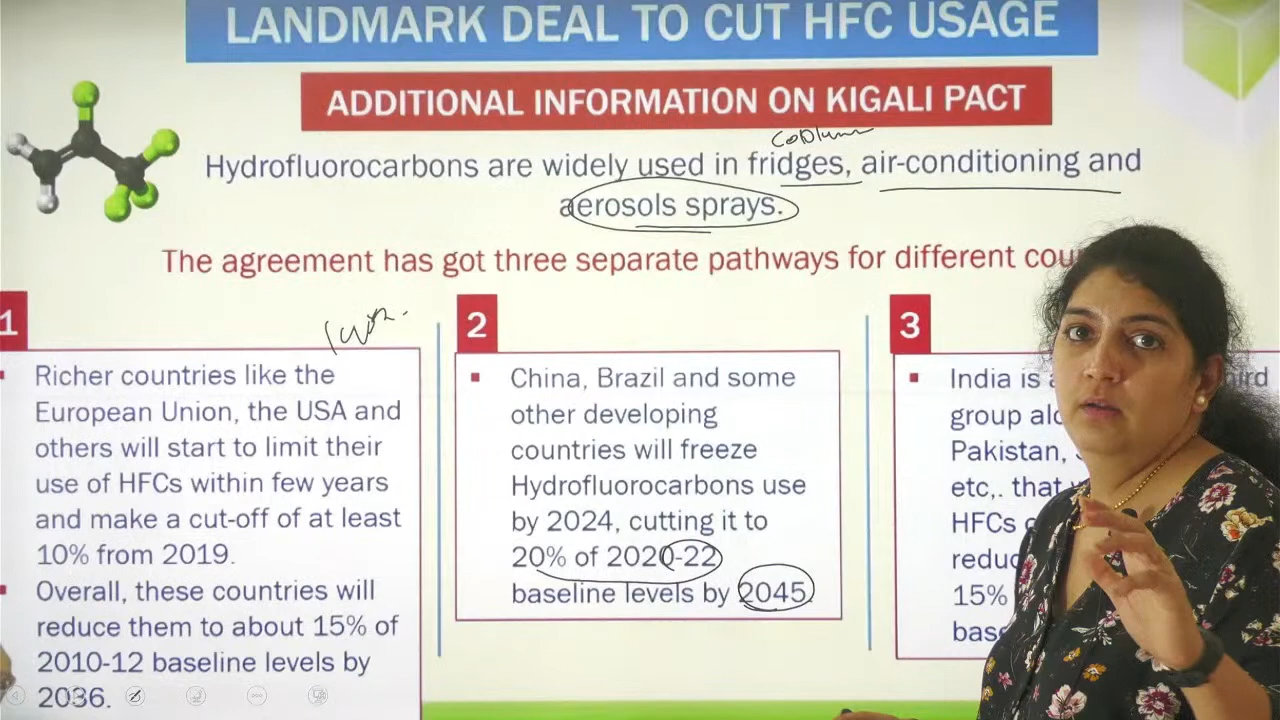 LANDMARK DEAL TO CUT HFC USAGE
ADDITIONAL INFORMATION ON KIGALI PACT
Hydrofluorocarbons are widely used in fridges, air-conditioning and
aerosols sprays.
The agreement has got three separate pathways for different
1
Richer countries like the
European Union, the USA and
others will start to limit their
use of HFCs within few years
and make a cut-off of at least
10% from 2019.
Overall, these countries will
reduce them to about 15% of
2010-12 baseline levels by
2036.
2
China, Brazil and some
other developing
countries will freeze
Hydrofluorocarbons use
by 2024, cutting it to
20% of 2020-22
baseline levels by 2045.
3
India is
group
Pakistan,
etc,. that
HFCs
15%